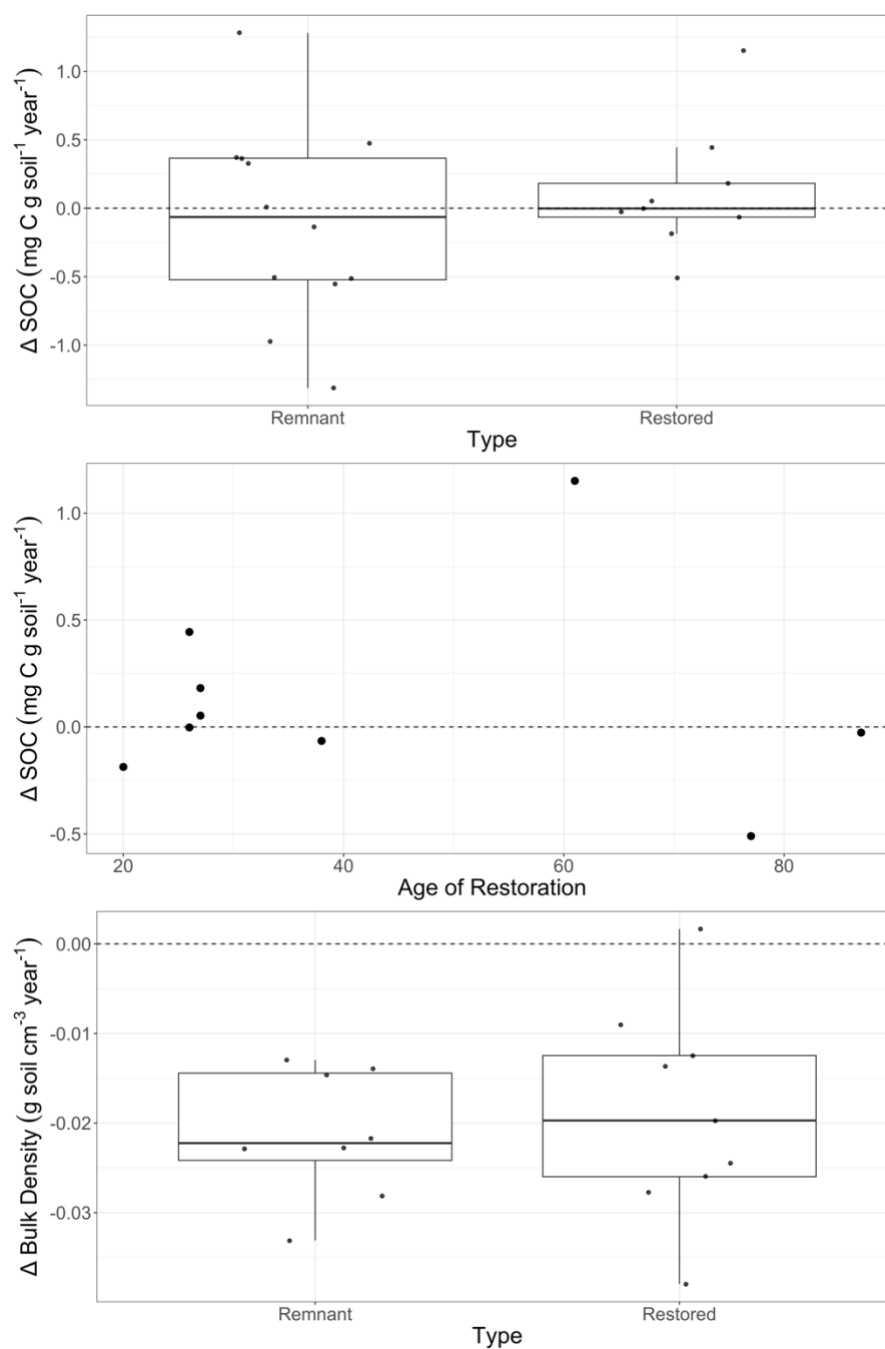 Δ SOC (mg C g soil⁻¹ year⁻¹)
1.0
0.5
0.0
-0.5
-1.0
Remnant
Restored
Type
Δ SOC (mg C g soil⁻¹ year⁻¹)
1.0
0.5
0.0
-0.5
20
40
60
80
Age of Restoration
Δ Bulk Density (g soil cm⁻³ year⁻¹)
0.00
-0.01
-0.02
-0.03
Remnant
Restored
Type